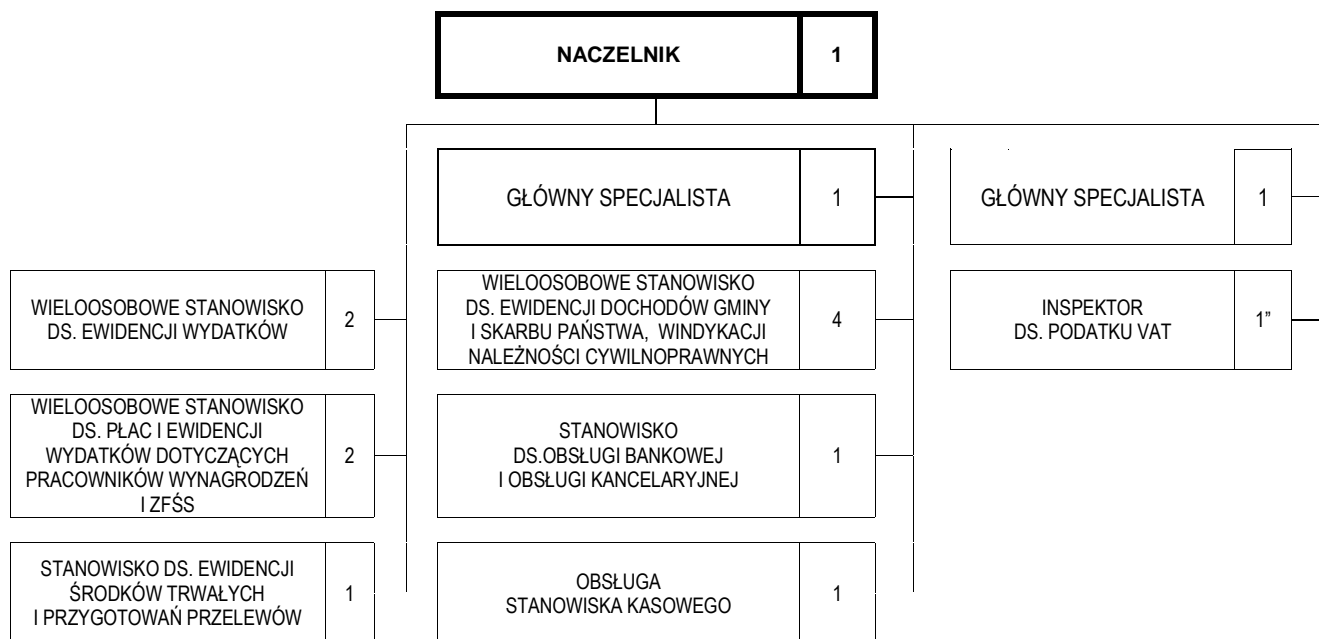 NACZELNIK
1
GŁÓWNY SPECJALISTA
1
GŁÓWNY SPECJALISTA
1
WIELOOSOBOWE STANOWISKO
DS. EWIDENCJI WYDATKÓW
2
WIELOOSOBOWE STANOWISKO
DS. EWIDENCJI DOCHODÓW GMINY
I SKARBU PAŃSTWA, WINDYKACJI
NALEŻNOŚCI CYWILNOPRAWNYCH
4
INSPEKTOR
DS. PODATKU VAT
1”
WIELOOSOBOWE STANOWISKO
DS. PŁAC I EWIDENCJI
WYDATKÓW DOTYCZĄCYCH
PRACOWNIKÓW WYNAGRODZEŃ
I ZFŚS
2
STANOWISKO
DS.OBSŁUGI BANKOWEJ
I OBSŁUGI KANCELARYJNEJ
1
STANOWISKO DS. EWIDENCJI
ŚRODKÓW TRWAŁYCH
I PRZYGOTOWAŃ PRZELEWÓW
1
OBSŁUGA
STANOWISKA KASOWEGO
1